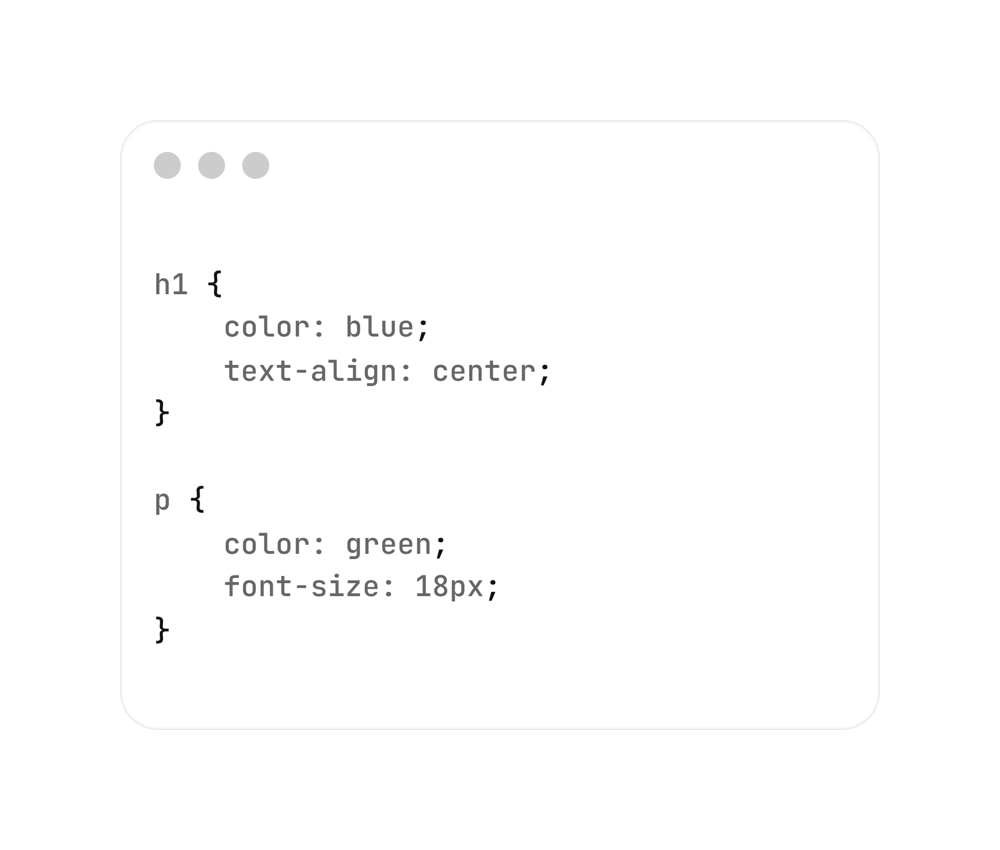 h1 {
    color: blue;
    text-align: center;
}

p {
    color: green;
    font-size: 18px;
}